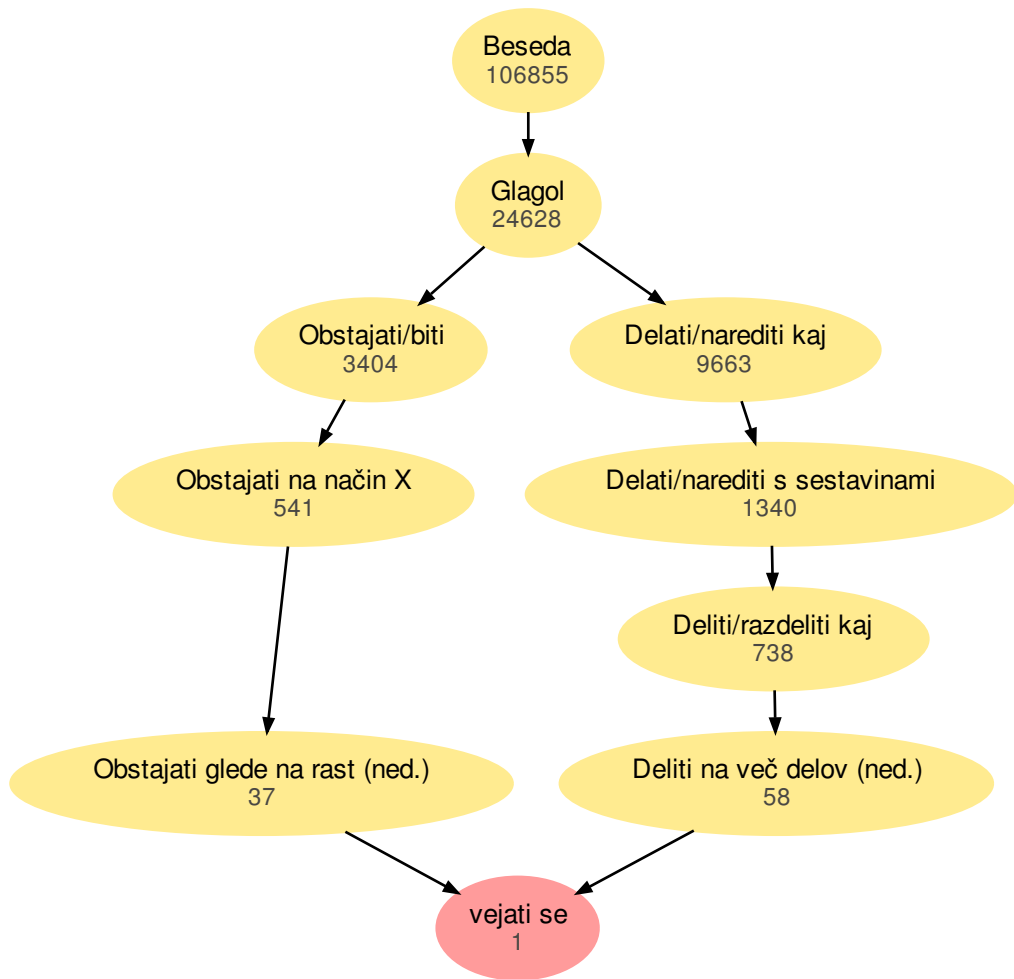 Beseda
106855
Glagol
24628
Obstajati/biti
3404
Delati/narediti kaj
9663
Obstajati na način X
541
Delati/narediti s sestavinami
1340
Deliti/razdeliti kaj
738
Obstajati glede na rast (ned.)
37
Deliti na več delov (ned.)
58
vejati se
1